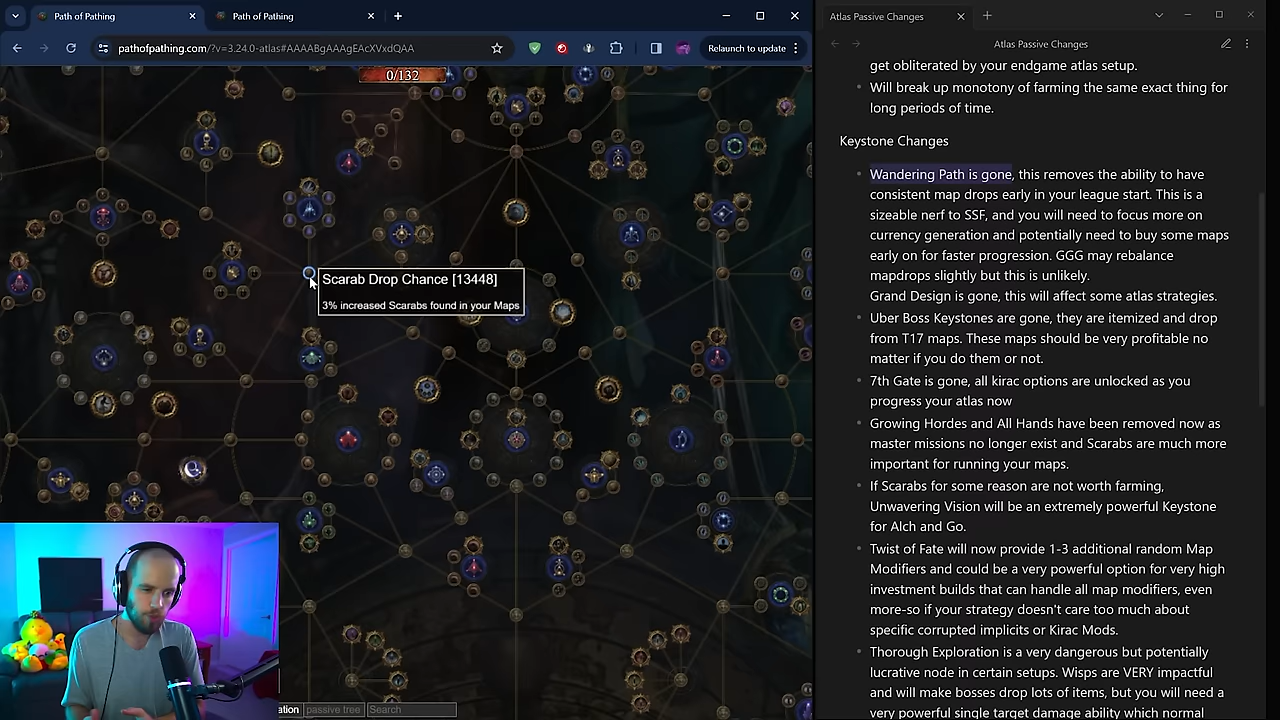 Path of Pathing
Path of Pathing
pathofpathing.com/?v=3.24.0-atlas#AAAABgAAAgEAcXVxdQAA
Relaunch to update
0/132
Scarab Drop Chance [13448]
3% increased Scarabs found in your Maps
ation
passive tree
Search
Atlas Passive Changes
Atlas Passive Changes
get obliterated by your endgame atlas setup.
Will break up monotony of farming the same exact thing for
long periods of time.
Keystone Changes
Wandering Path is gone, this removes the ability to have
consistent map drops early in your league start. This is a
sizeable nerf to SSF, and you will need to focus more on
currency generation and potentially need to buy some maps
early on for faster progression. GGG may rebalance
mapdrops slightly but this is unlikely.
Grand Design is gone, this will affect some atlas strategies.
Uber Boss Keystones are gone, they are itemized and drop
from T17 maps. These maps should be very profitable no
matter if you do them or not.
7th Gate is gone, all kirac options are unlocked as you
progress your atlas now
Growing Hordes and All Hands have been removed now as
master missions no longer exist and Scarabs are much more
important for running your maps.
If Scarabs for some reason are not worth farming,
Unwavering Vision will be an extremely powerful Keystone
for Alch and Go.
Twist of Fate will now provide 1-3 additional random Map
Modifiers and could be a very powerful option for very high
investment builds that can handle all map modifiers, even
more-so if your strategy doesn't care too much about
specific corrupted implicits or Kirac Mods.
Thorough Exploration is a very dangerous but potentially
lucrative node in certain setups. Wisps are VERY impactful
and will make bosses drop lots of items, but you will need a
very powerful single target damage ability which normal